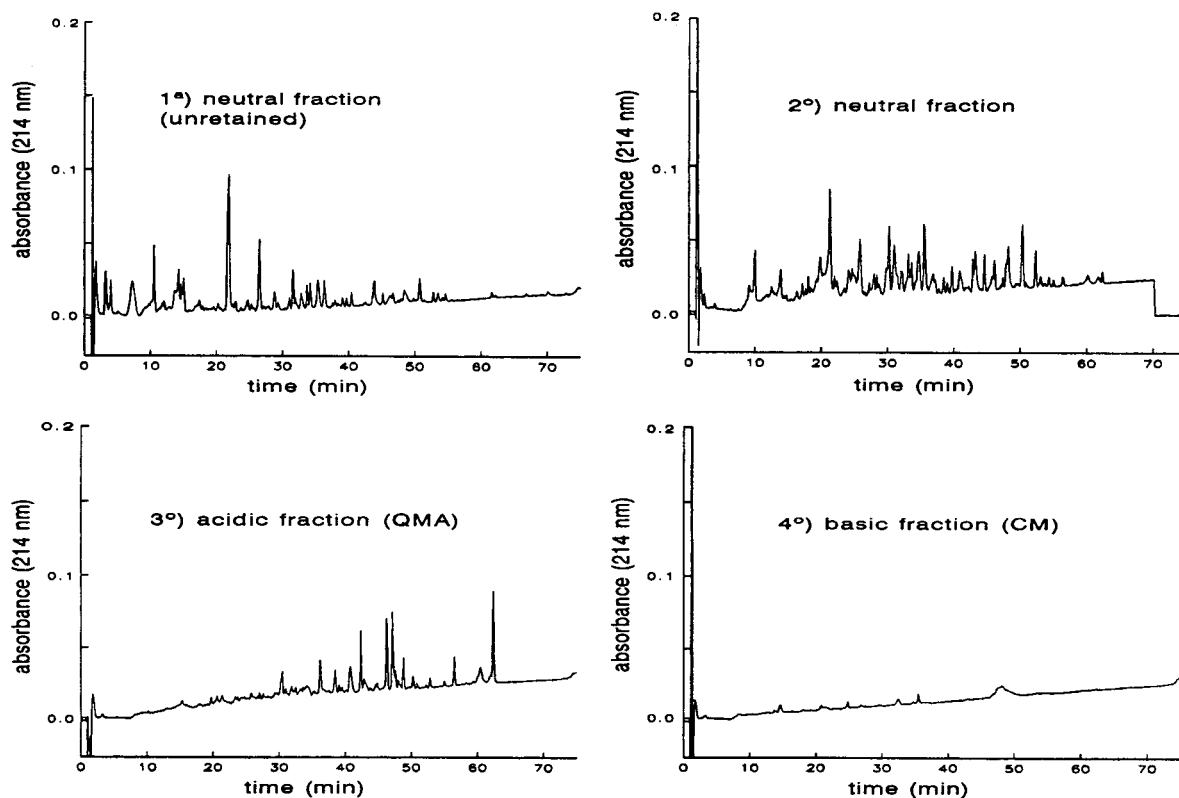 0.2
absorbance (214 nm)
1ª) neutral fraction
(unretained)
0.1
0.0
0 10 20 30 40 50 60 70
time (min)
0.2
absorbance (214 nm)
2º) neutral fraction
0.1
0.0
0 10 20 30 40 50 60 70
time (min)
0.2
absorbance (214 nm)
3º) acidic fraction (QMA)
0.1
0.0
0 10 20 30 40 50 60 70
time (min)
0.2
absorbance (214 nm)
4º) basic fraction (CM)
0.1
0.0
0 10 20 30 40 50 60 70
time (min)